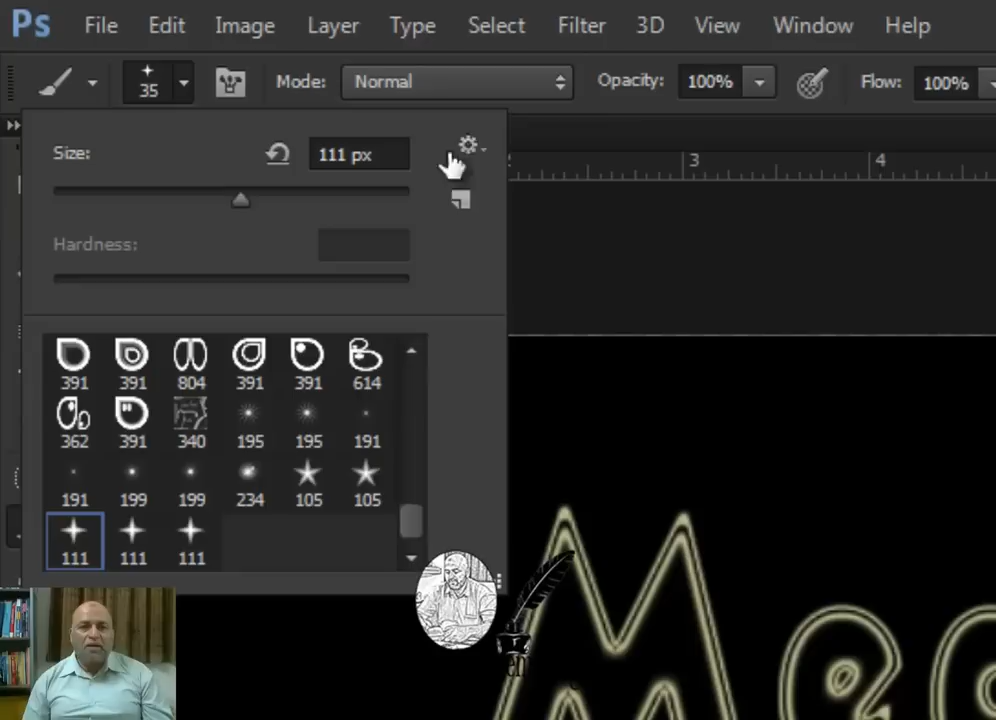 Ps File Edit Image Layer Type Select Filter 3D View Window Help
35 Mode: Normal Opacity: 100% Flow: 100%
Size: 111 px
3 4
Hardness:
391 391 804 391 391 614
362 391 340 195 195 191
191 199 199 234 105 105
111 111 111
Mee